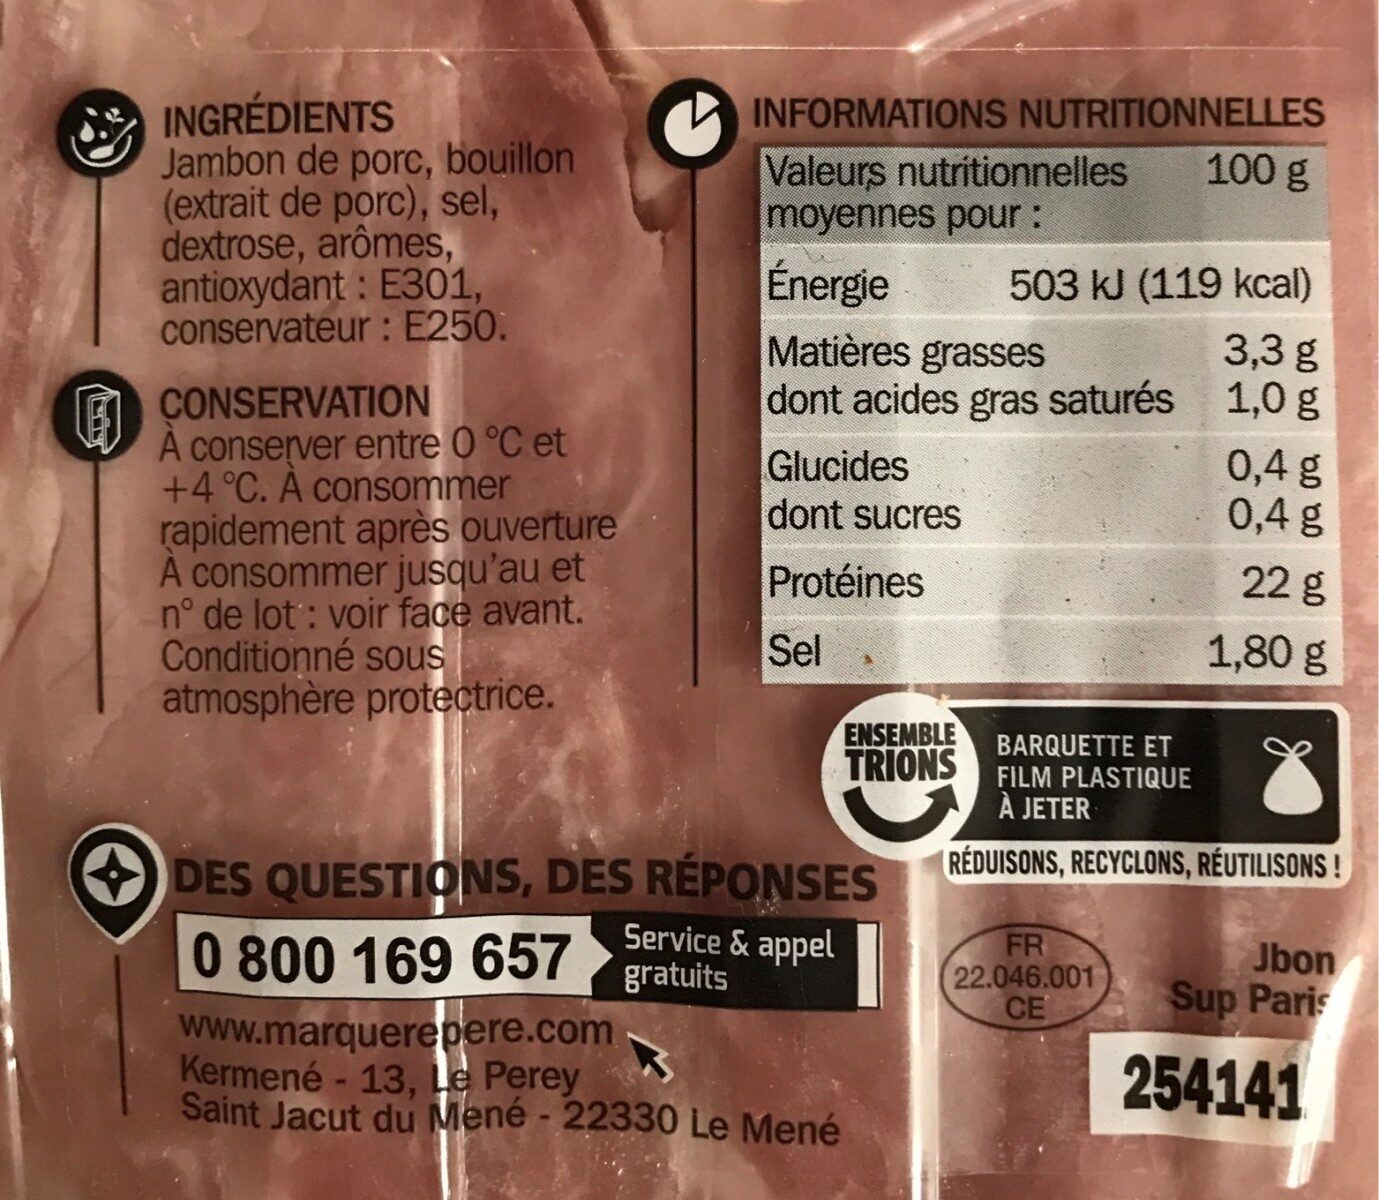 INGRÉDIENTS
Jambon de porc, bouillon
(extrait de porc), sel,
dextrose, arômes,
antioxydant : E301,
conservateur : E250.
CONSERVATION
À conserver entre 0 °C et
+4 °C. À consommer
rapidement après ouverture
À consommer jusqu'au et
n° de lot : voir face avant.
Conditionné sous
atmosphère protectrice.
INFORMATIONS NUTRITIONNELLES
Valeurs nutritionnelles 100 g
moyennes pour :
Énergie 503 kJ (119 kcal)
Matières grasses 3,3 g
dont acides gras saturés 1,0 g
Glucides 0,4 g
dont sucres 0,4 g
Protéines 22 g
Sel 1,80 g
ENSEMBLE
TRIONS
BARQUETTE ET
FILM PLASTIQUE
À JETER
RÉDUISONS, RECYCLONS, RÉUTILISONS !
DES QUESTIONS, DES RÉPONSES
0 800 169 657 Service & appel
gratuits
www.marquerepere.com
Kermené - 13, Le Perey
Saint Jacut du Mené - 22330 Le Mené
FR
22.046.001
CE
Jbon
Sup Paris
254141